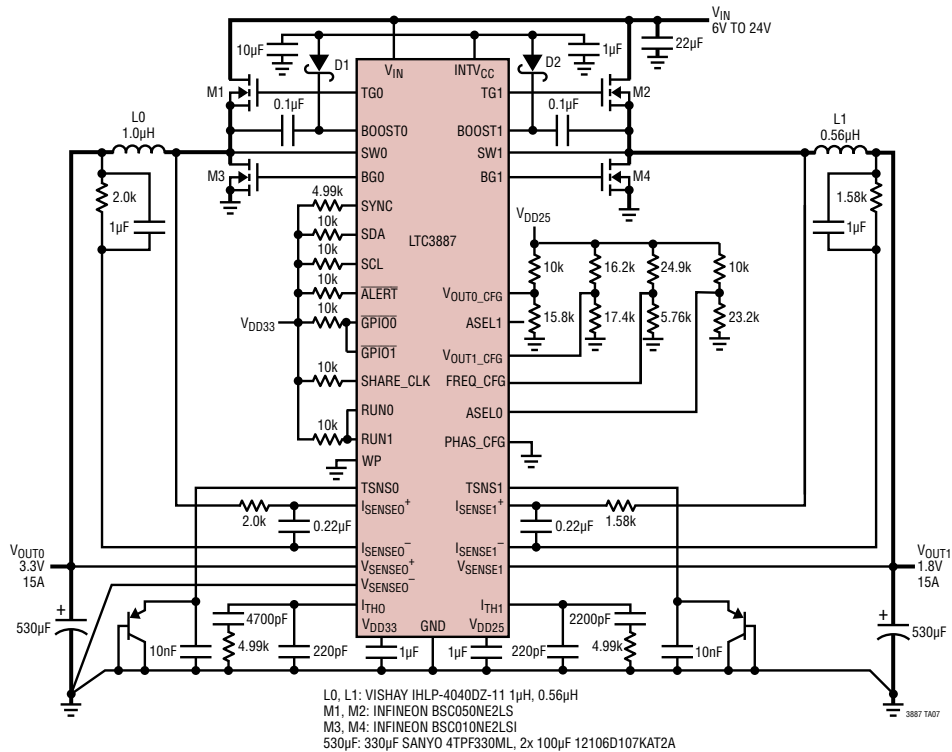 VIN
6V TO 24V
10µF
D1
VIN
INTVCC
D2
1µF
22µF
M1
TG0
TG1
M2
L0
1.0µH
0.1µF
BOOST0
BOOST1
0.1µF
L1
0.56µH
SW0
SW1
M3
BG0
BG1
M4
2.0k
1µF
1.58k
1µF
4.99k
SYNC
10k
SDA
LTC3887
10k
SCL
10k
ALERT
VDD33
10k
GPIO0
GPIO1
10k
SHARE_CLK
RUN0
10k
RUN1
WP
VDD25
10k
16.2k
24.9k
10k
VOUT0_CFG
ASEL1
15.8k
17.4k
5.76k
23.2k
VOUT1_CFG
FREQ_CFG
ASEL0
PHAS_CFG
TSNS0
TSNS1
2.0k
ISENSE0+
ISENSE1+
1.58k
0.22µF
0.22µF
ISENSE0–
ISENSE1–
VOUT0
3.3V
15A
VSENSE0+
VSENSE1
VOUT1
1.8V
15A
VSENSE0–
+
530µF
ITH0
ITH1
+
530µF
4700pF
2200pF
VDD33
GND
VDD25
10nF
4.99k
220pF
1µF
1µF
220pF
4.99k
10nF
L0, L1: VISHAY IHLP-4040DZ-11 1µH, 0.56µH
M1, M2: INFINEON BSC050NE2LS
M3, M4: INFINEON BSC010NE2LSI
530µF: 330µF SANYO 4TPF330ML, 2x 100µF 12106D107KAT2A
3887 TA07